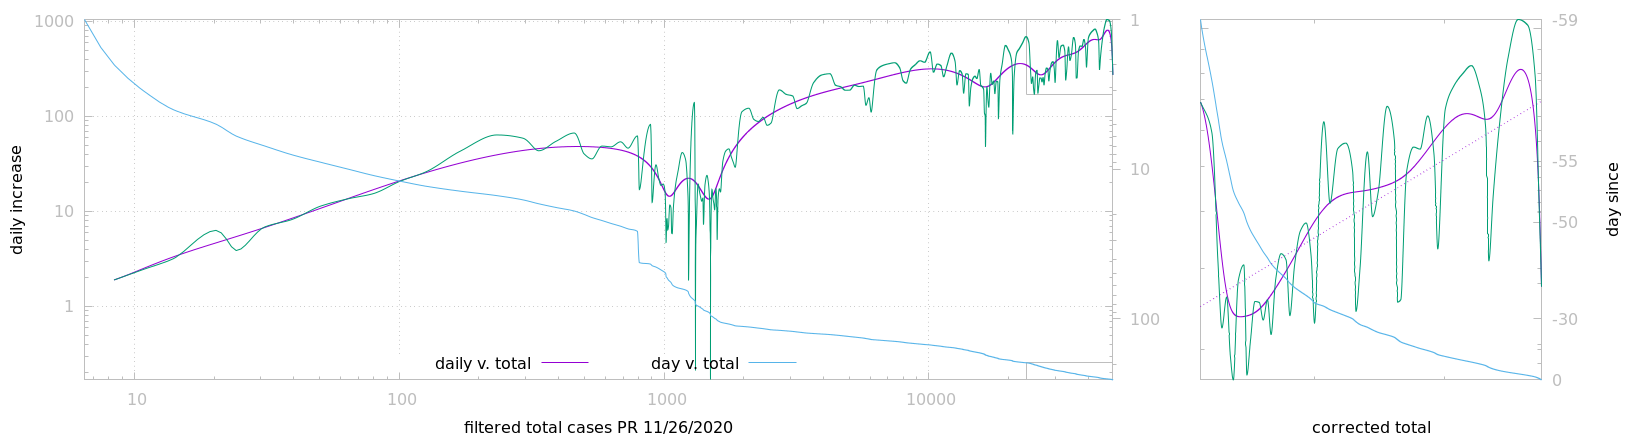 1000
100
10
1
daily increase
10
100
1000
10000
1
10
100
daily v. total
day v. total
filtered total cases PR 11/26/2020
-59
-55
-50
-30
0
day since
corrected total